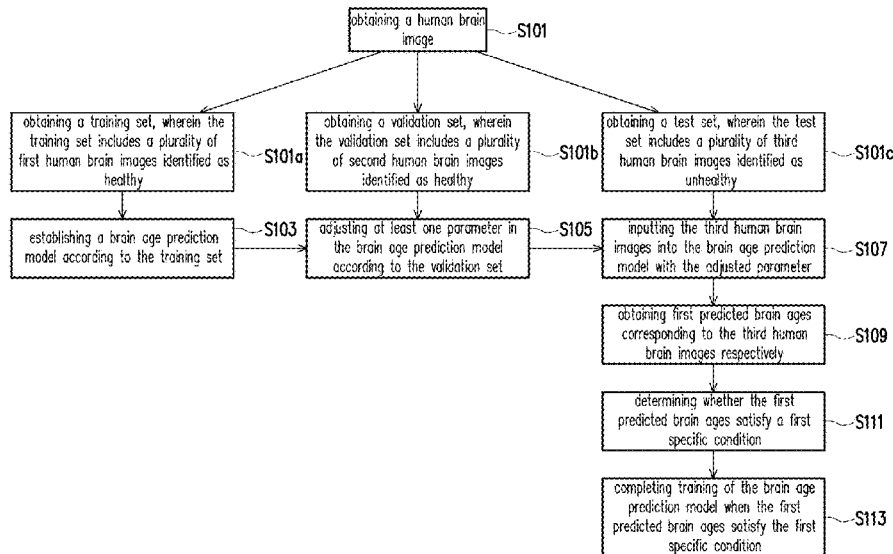 obtaining a human brain
image
S101
obtaining a training set, wherein the
training set includes a plurality of
first human brain images identified as
healthy
S101a
obtaining a validation set, wherein
the validation set includes a plurality
of second human brain images
identified as healthy
S101b
obtaining a test set, wherein the test
set includes a plurality of third
human brain images identified as
unhealthy
S101c
establishing a brain age prediction
model according to the training set
S103
adjusting at least one parameter in
the brain age prediction model
according to the validation set
S105
inputting the third human brain
images into the brain age prediction
model with the adjusted parameter
S107
obtaining first predicted brain ages
corresponding to the third human
brain images respectively
S109
determining whether the first
predicted brain ages satisfy a first
specific condition
S111
completing training of the brain age
prediction model when the first
predicted brain ages satisfy the first
specific condition
S113